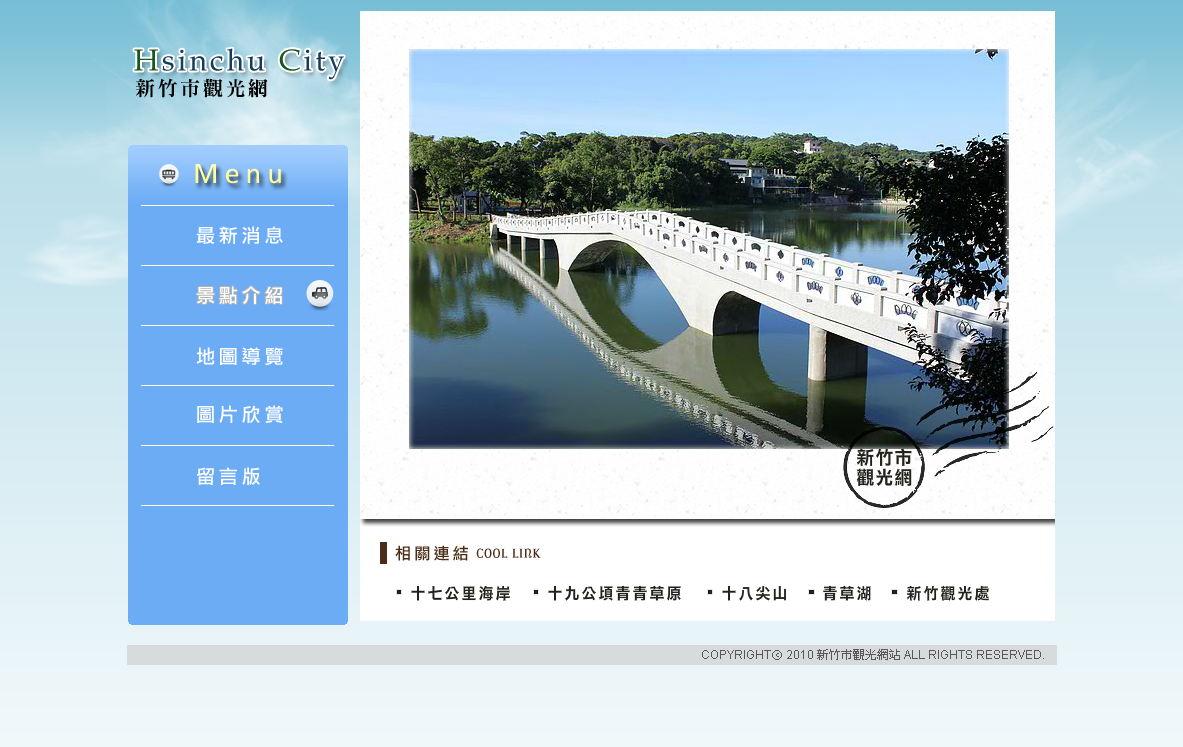 Hsinchu City
新竹市觀光網
Menu
最新消息
景點介紹
地圖導覽
圖片欣賞
留言版
新竹市
觀光網
相關連結 COOL LINK
▪ 十七公里海岸 ▪ 十九公頃青青草原 ▪ 十八尖山 ▪ 青草湖 ▪ 新竹觀光處
COPYRIGHT© 2010 新竹市觀光網站 ALL RIGHTS RESERVED.